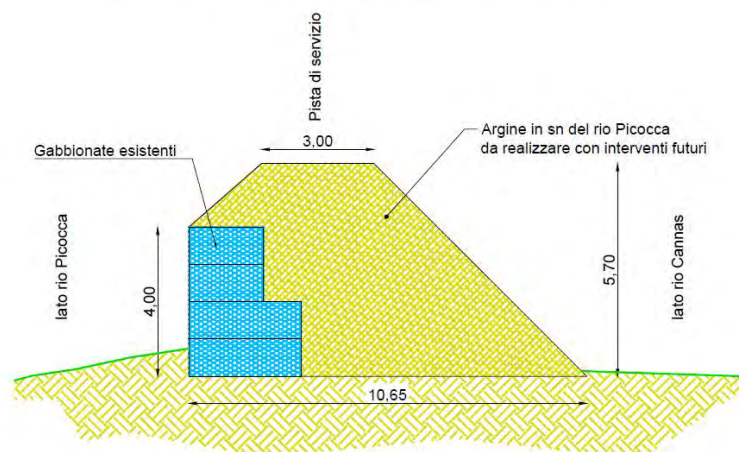 Pista di servizio
3,00
Gabbionate esistenti
Argine in sn del rio Picocca
da realizzare con interventi futuri
lato rio Picocca
4,00
5,70
lato rio Cannas
10,65